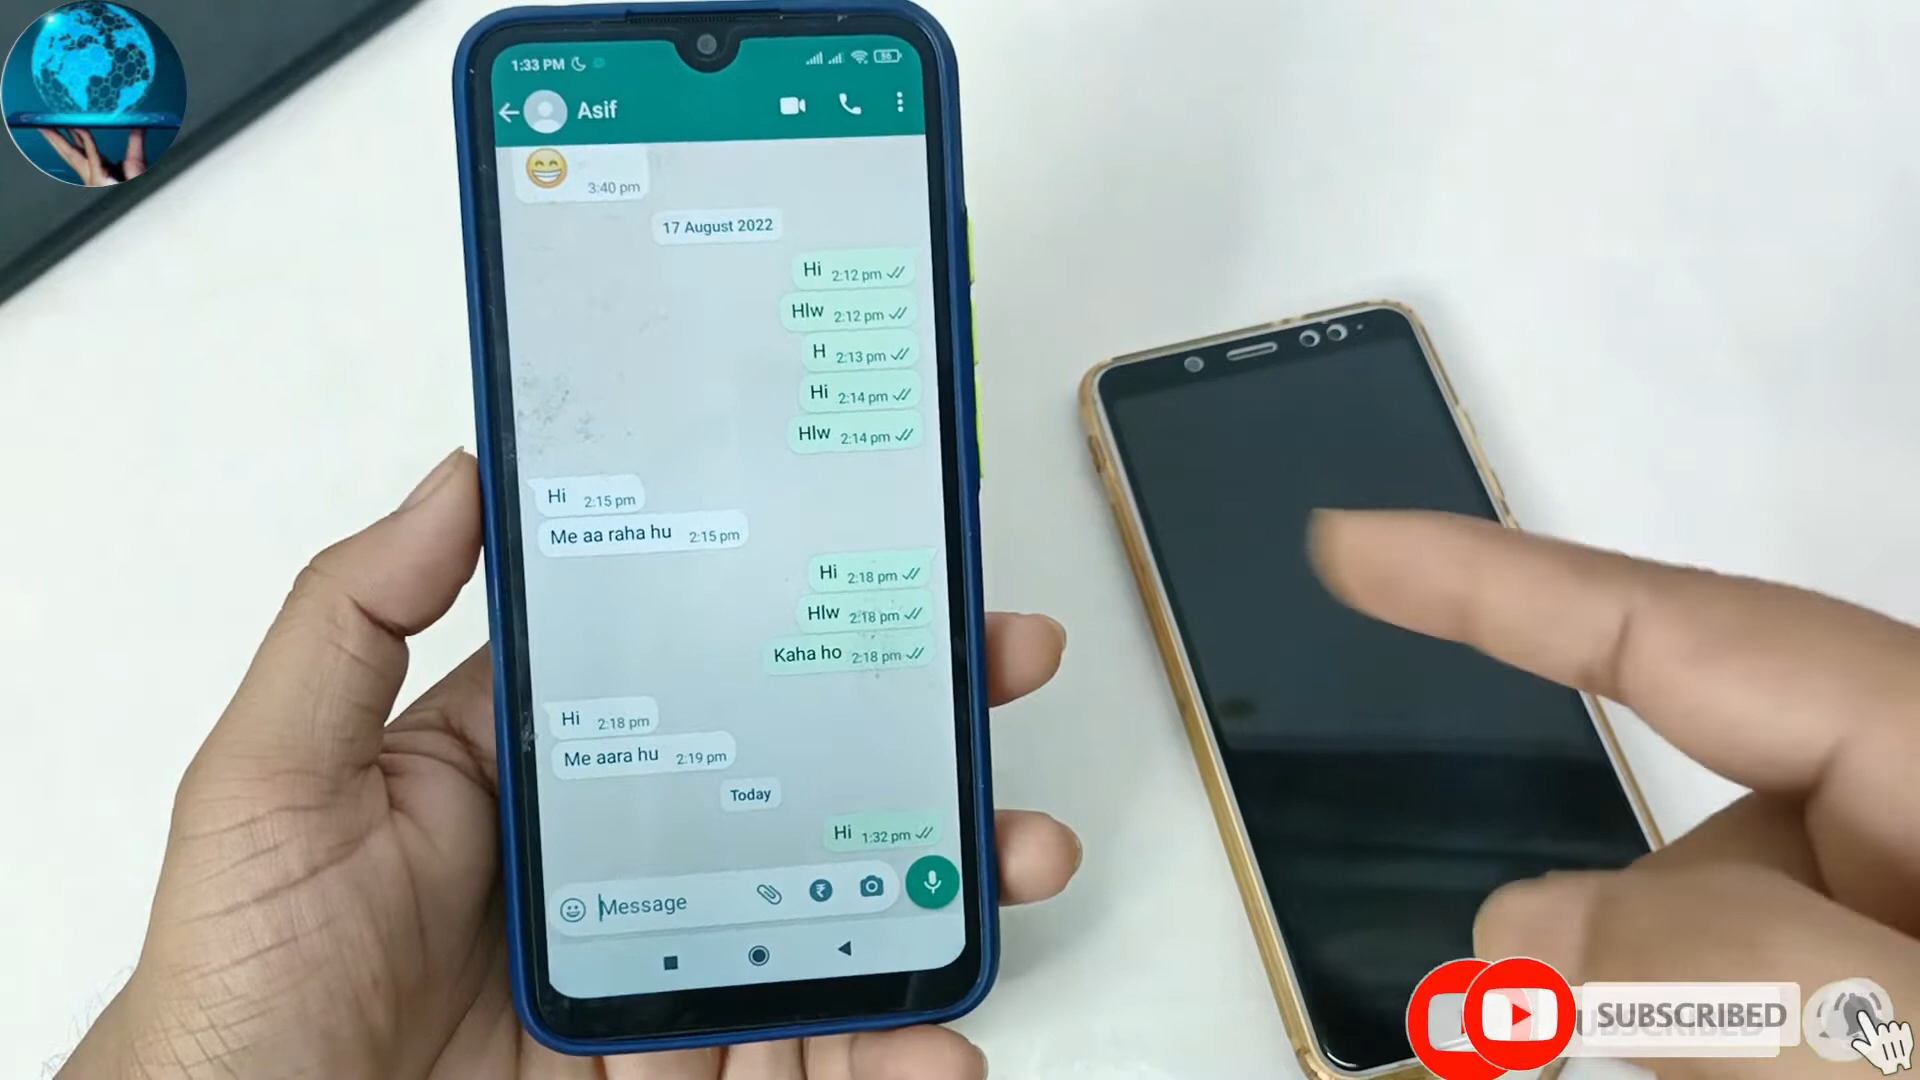 1:33 PM
86
Asif
3:40 pm
17 August 2022
Hi 2:12 pm
Hlw 2:12 pm
H 2:13 pm
Hi 2:14 pm
Hlw 2:14 pm
Hi 2:15 pm
Me aa raha hu 2:15 pm
Hi 2:18 pm
Hlw 2:18 pm
Kaha ho 2:18 pm
Hi 2:18 pm
Me aara hu 2:19 pm
Today
Hi 1:32 pm
Message
₹
SUBSCRIBED